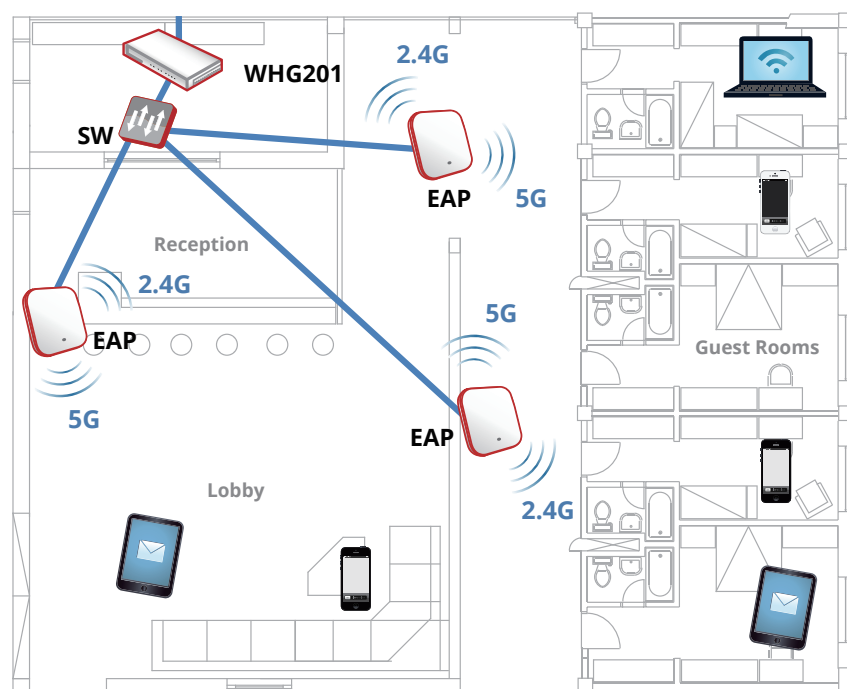 2.4G
WHG201
SW
EAP
5G
Reception
2.4G
EAP
5G
5G
Guest Rooms
EAP
Lobby
2.4G